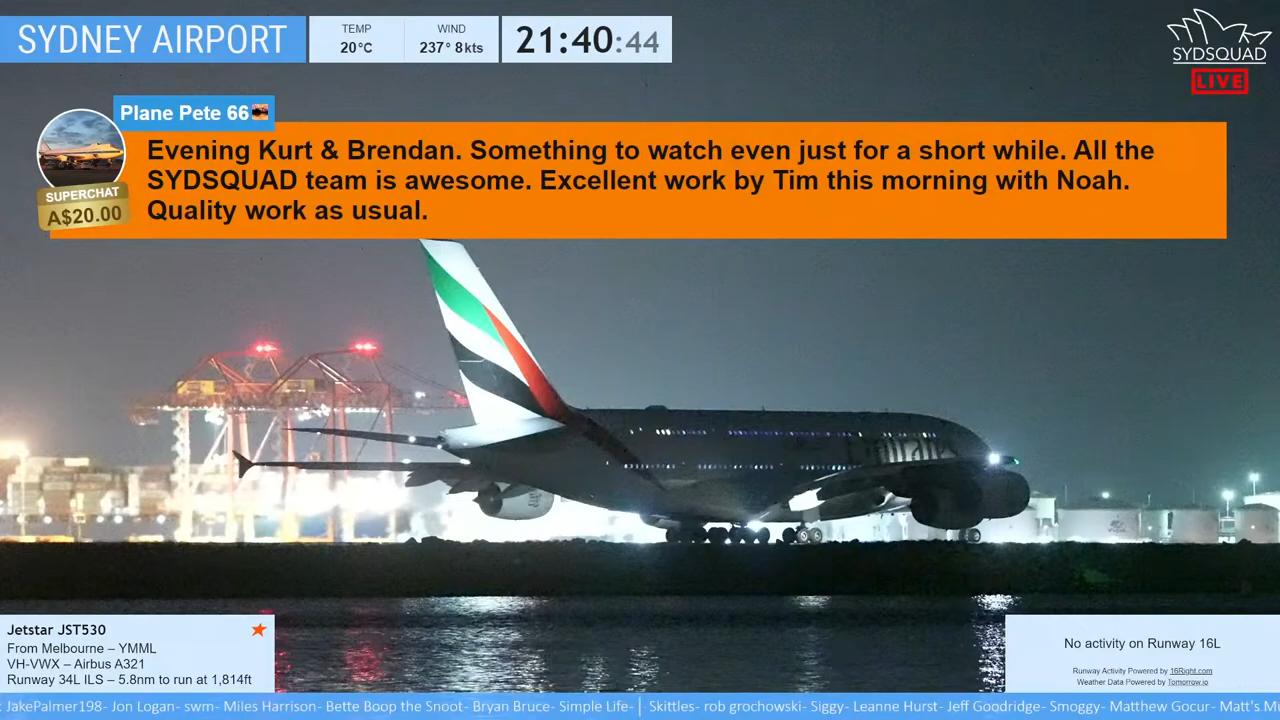 SYDNEY AIRPORT
TEMP
20°C
WIND
237° 8kts
21:40:44
SYDSQUAD
LIVE
Plane Pete 66
Evening Kurt & Brendan. Something to watch even just for a short while. All the
SYDSQUAD team is awesome. Excellent work by Tim this morning with Noah.
Quality work as usual.
SUPERCHAT
A$20.00
Jetstar JST530
From Melbourne – YMML
VH-VWX – Airbus A321
Runway 34L ILS – 5.8nm to run at 1,814ft
No activity on Runway 16L
Runway Activity Powered by 16Right.com
Weather Data Powered by Tomorrow.io
JakePalmer198- Jon Logan- swm- Miles Harrison- Bette Boop the Snoot- Bryan Bruce- Simple Life- | Skittles- rob grochowski- Siggy- Leanne Hurst- Jeff Goodridge- Smoggy- Matthew Gocur- Matt's Mu